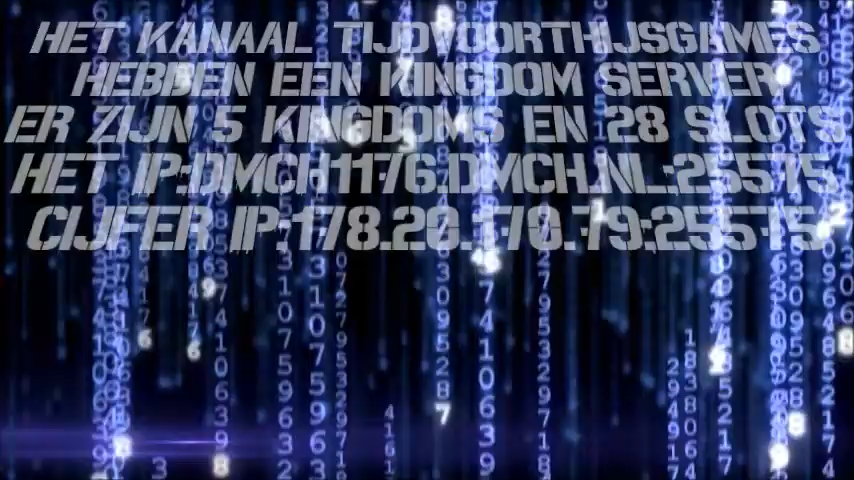 HET KANAAL TIJDVOORTHIJSGAMES
HEBBEN EEN KINGDOM SERVER
ER ZIJN 5 KINGDOMS EN 28 SLOTS
HET IP:DMCH1176.DMCH.NL:25575
CIJFER IP:178.20.170.79:25575